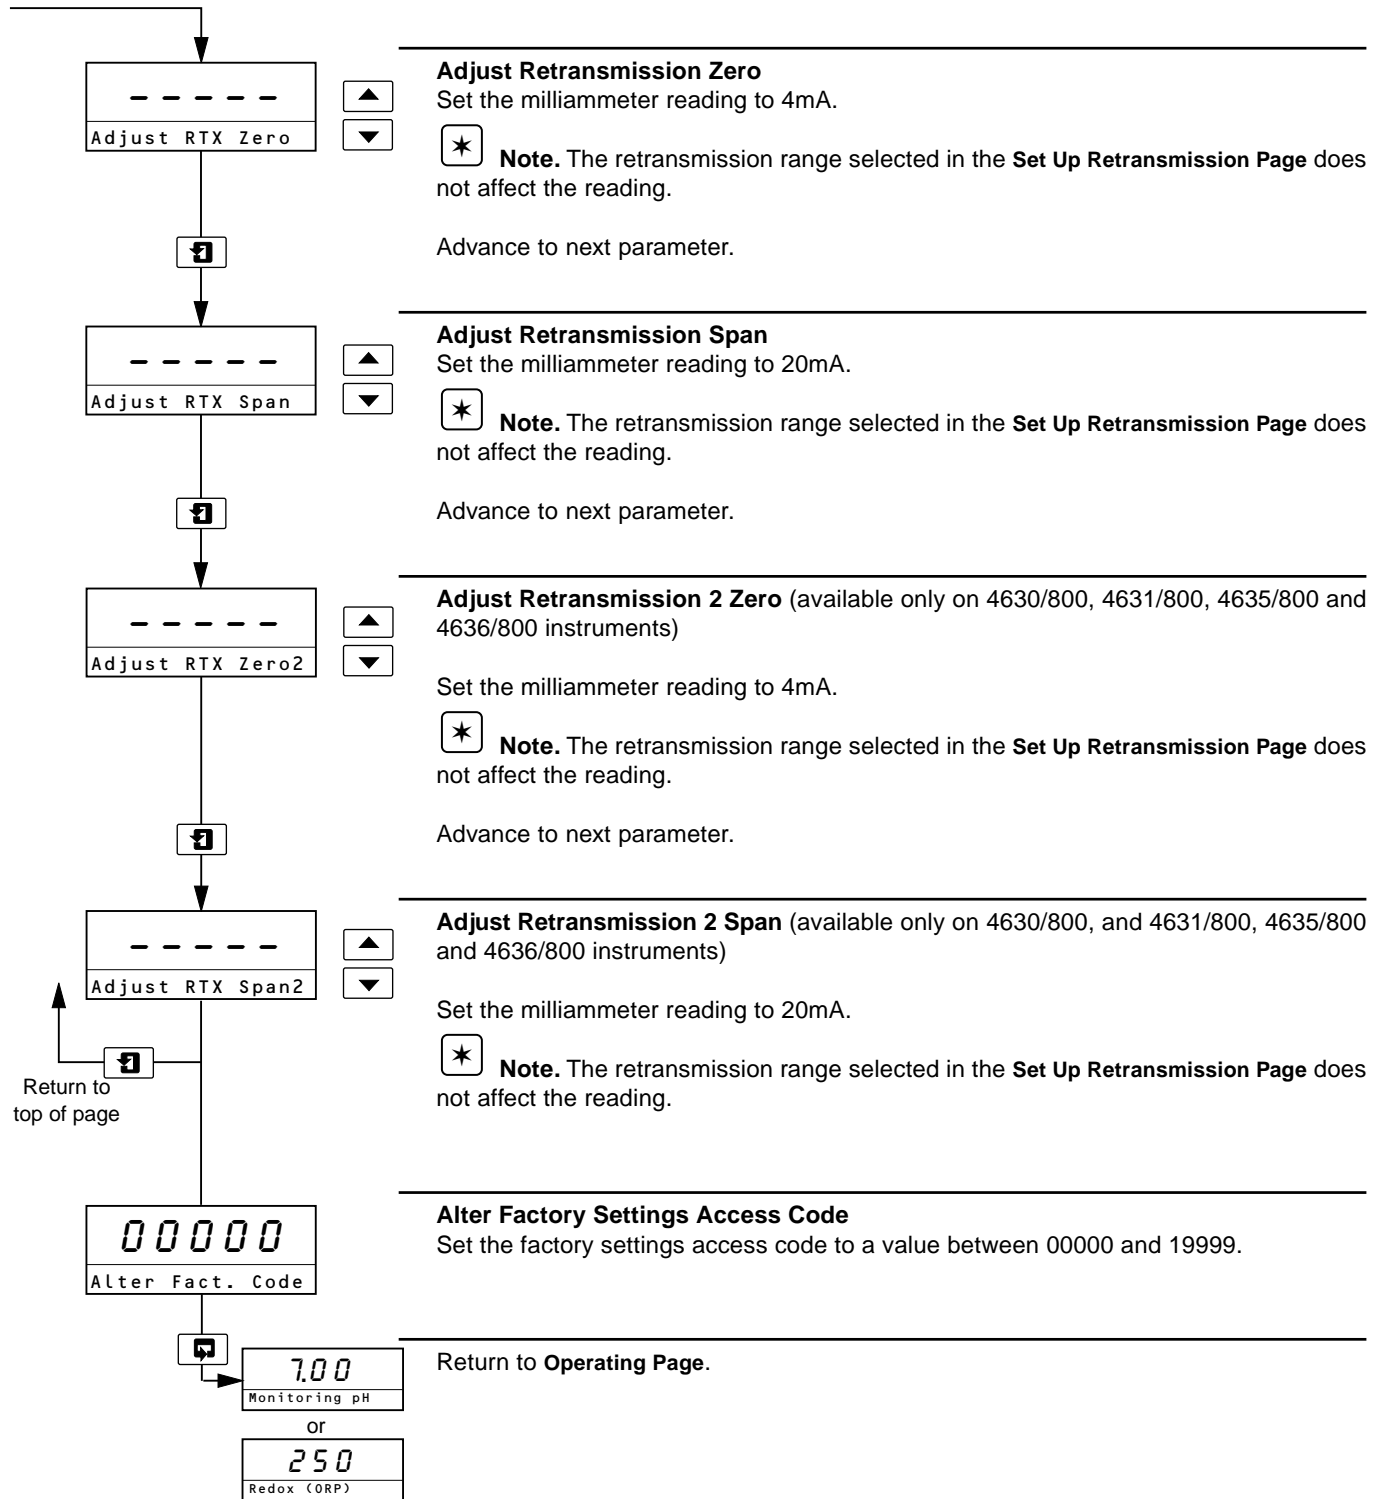 Adjust Retransmission Zero
Set the milliammeter reading to 4mA.
– – – – –
Adjust RTX Zero
Note. The retransmission range selected in the Set Up Retransmission Page does
not affect the reading.
Advance to next parameter.
Adjust Retransmission Span
Set the milliammeter reading to 20mA.
– – – – –
Adjust RTX Span
Note. The retransmission range selected in the Set Up Retransmission Page does
not affect the reading.
Advance to next parameter.
Adjust Retransmission 2 Zero (available only on 4630/800, 4631/800, 4635/800 and
4636/800 instruments)
– – – – –
Adjust RTX Zero2
Set the milliammeter reading to 4mA.
Note. The retransmission range selected in the Set Up Retransmission Page does
not affect the reading.
Advance to next parameter.
Adjust Retransmission 2 Span (available only on 4630/800, and 4631/800, 4635/800
and 4636/800 instruments)
– – – – –
Adjust RTX Span2
Set the milliammeter reading to 20mA.
Note. The retransmission range selected in the Set Up Retransmission Page does
not affect the reading.
Return to
top of page
Alter Factory Settings Access Code
Set the factory settings access code to a value between 00000 and 19999.
00000
Alter Fact. Code
Return to Operating Page.
7.00
Monitoring pH
or
250
Redox (ORP)